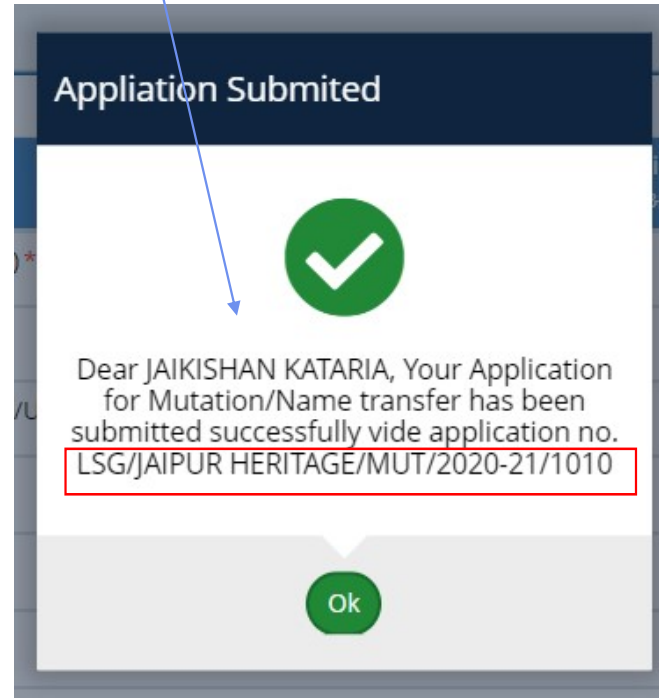 Appliation Submited
) *
/U
Dear JAIKISHAN KATARIA, Your Application
for Mutation/Name transfer has been
submitted successfully vide application no.
LSG/JAIPUR HERITAGE/MUT/2020-21/1010
Ok